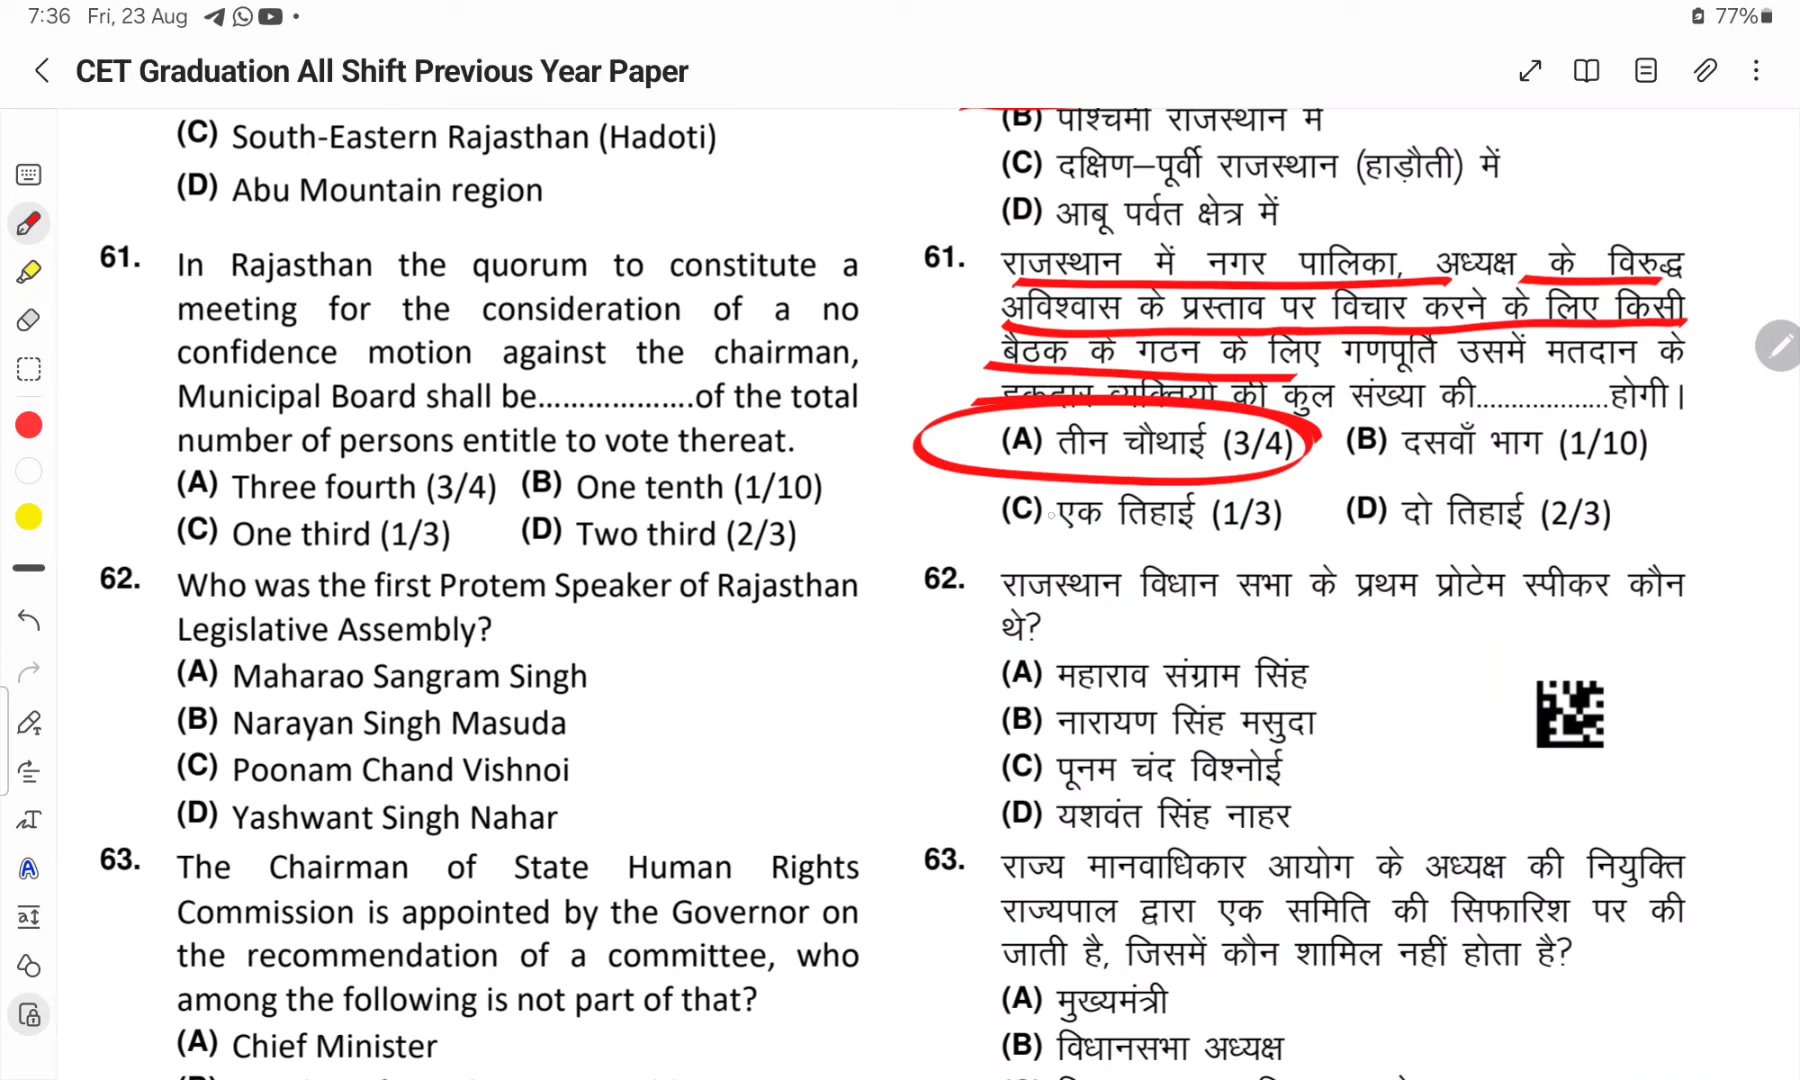 7:36 Fri, 23 Aug
77%
CET Graduation All Shift Previous Year Paper
(C) South-Eastern Rajasthan (Hadoti)
(D) Abu Mountain region
61. In Rajasthan the quorum to constitute a
meeting for the consideration of a no
confidence motion against the chairman,
Municipal Board shall be...................of the total
number of persons entitle to vote thereat.
(A) Three fourth (3/4) (B) One tenth (1/10)
(C) One third (1/3) (D) Two third (2/3)
62. Who was the first Protem Speaker of Rajasthan
Legislative Assembly?
(A) Maharao Sangram Singh
(B) Narayan Singh Masuda
(C) Poonam Chand Vishnoi
(D) Yashwant Singh Nahar
63. The Chairman of State Human Rights
Commission is appointed by the Governor on
the recommendation of a committee, who
among the following is not part of that?
(A) Chief Minister
(B) पश्चिमी राजस्थान में
(C) दक्षिण–पूर्वी राजस्थान (हाड़ौती) में
(D) आबू पर्वत क्षेत्र में
61. राजस्थान में नगर पालिका, अध्यक्ष के विरुद्ध
अविश्वास के प्रस्ताव पर विचार करने के लिए किसी
बैठक के गठन के लिए गणपूर्ति उसमें मतदान के
हकदार व्यक्तियों की कुल संख्या की...................होगी।
(A) तीन चौथाई (3/4) (B) दसवाँ भाग (1/10)
(C) एक तिहाई (1/3) (D) दो तिहाई (2/3)
62. राजस्थान विधान सभा के प्रथम प्रोटेम स्पीकर कौन
थे?
(A) महाराव संग्राम सिंह
(B) नारायण सिंह मसुदा
(C) पूनम चंद विश्नोई
(D) यशवंत सिंह नाहर
63. राज्य मानवाधिकार आयोग के अध्यक्ष की नियुक्ति
राज्यपाल द्वारा एक समिति की सिफारिश पर की
जाती है, जिसमें कौन शामिल नहीं होता है?
(A) मुख्यमंत्री
(B) विधानसभा अध्यक्ष